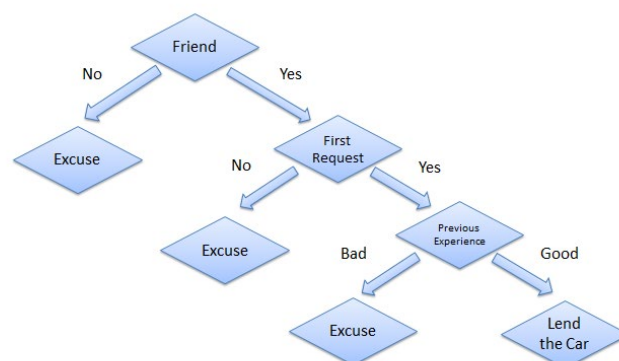 Friend
No
Yes
Excuse
First
Request
No
Yes
Excuse
Previous
Experience
Bad
Good
Excuse
Lend
the Car